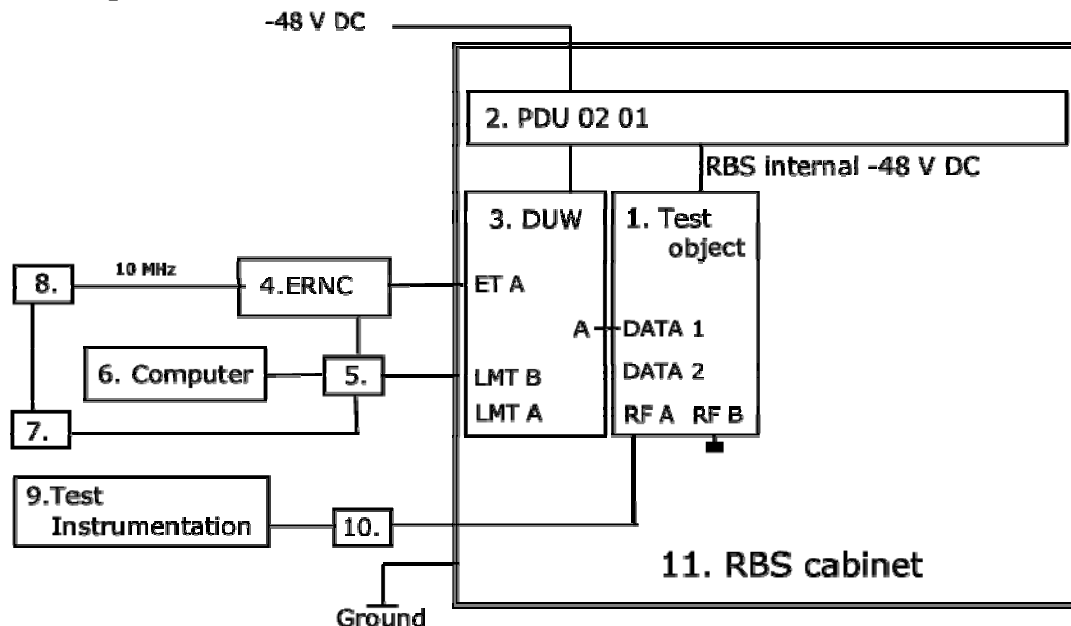 -48 V DC
2. PDU 02 01
RBS internal -48 V DC
3. DUW
1. Test
object
10 MHz
8.
4.ERNC
ET A
A
DATA 1
6. Computer
5.
LMT B
DATA 2
7.
LMT A
RF A RF B
9.Test
Instrumentation
10.
11. RBS cabinet
Ground